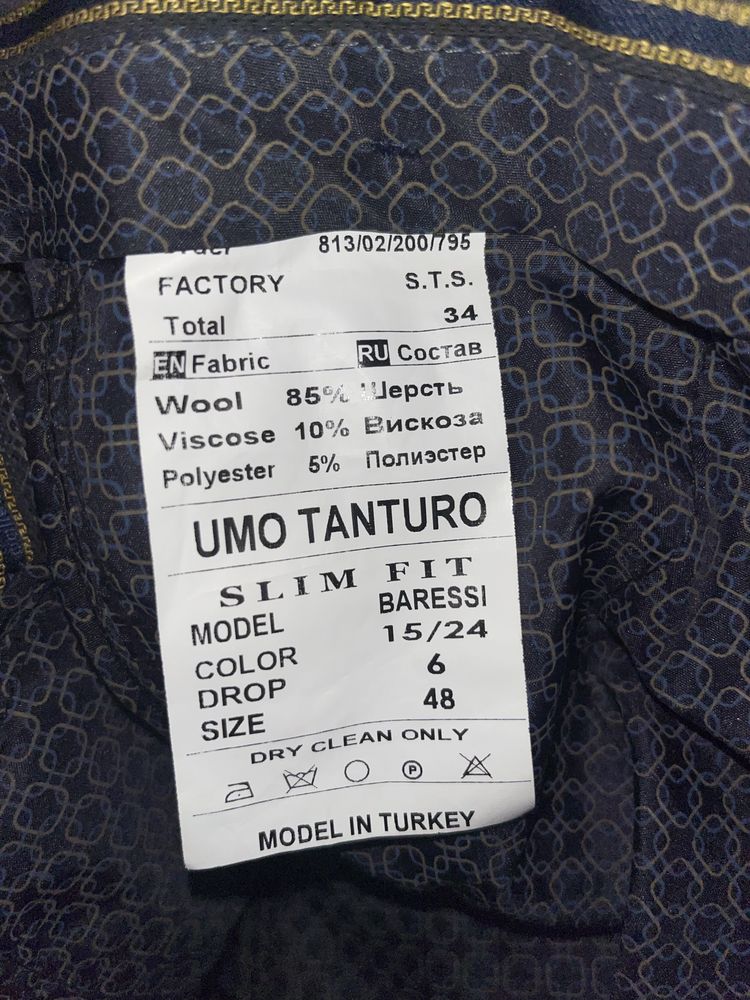 813/02/200/795
FACTORY S.T.S.
Total 34
EN Fabric RU Состав
Wool 85% Шерсть
Viscose 10% Вискоза
Polyester 5% Полиэстер
UMO TANTURO
SLIM FIT
MODEL BARESSI
COLOR 15/24
DROP 6
SIZE 48
DRY CLEAN ONLY
P
MODEL IN TURKEY